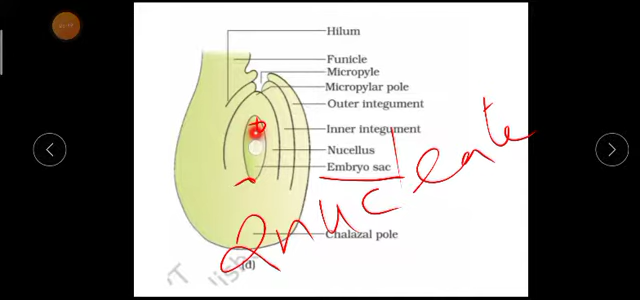 Hilum
Funicle
Micropyle
Micropylar pole
Outer integument
Inner integument
Nucellus
Embryo sac
2nucleate
Chalazal pole
(d)